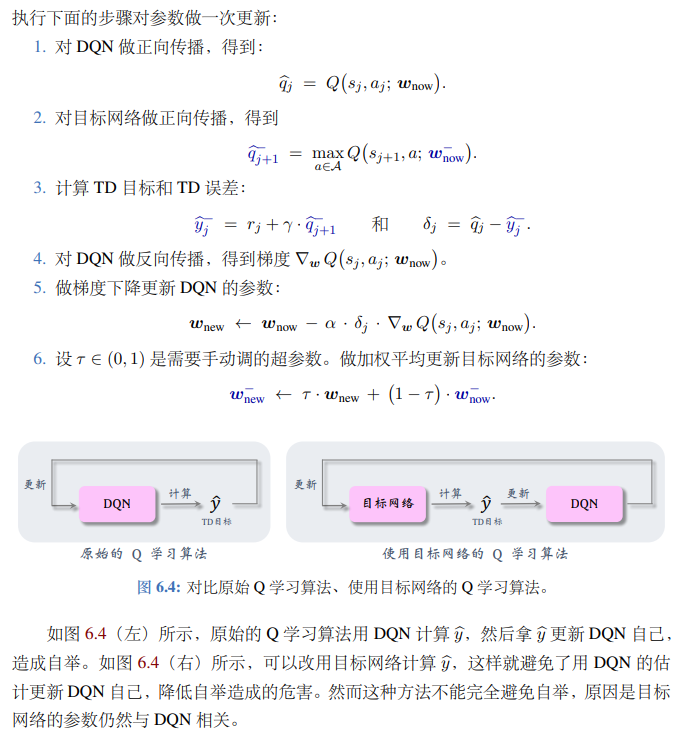 执行下面的步骤对参数做一次更新：
1. 对 DQN 做正向传播，得到：
$\widehat{q}_j = Q(s_j, a_j; \boldsymbol{w}_{\text{now}}).$
2. 对目标网络做正向传播，得到
$\widehat{q}_{j+1}^{-} = \max_{a \in \mathcal{A}} Q(s_{j+1}, a; \boldsymbol{w}_{\text{now}}^{-}).$
3. 计算 TD 目标和 TD 误差：
$\widehat{y}_j^{-} = r_j + \gamma \cdot \widehat{q}_{j+1}^{-}$ 和 $\delta_j = \widehat{q}_j - \widehat{y}_j^{-}.$
4. 对 DQN 做反向传播，得到梯度 $\nabla_{\boldsymbol{w}} Q(s_j, a_j; \boldsymbol{w}_{\text{now}})$。
5. 做梯度下降更新 DQN 的参数：
$\boldsymbol{w}_{\text{new}} \leftarrow \boldsymbol{w}_{\text{now}} - \alpha \cdot \delta_j \cdot \nabla_{\boldsymbol{w}} Q(s_j, a_j; \boldsymbol{w}_{\text{now}}).$
6. 设 $\tau \in (0, 1)$ 是需要手动调的超参数。做加权平均更新目标网络的参数：
$\boldsymbol{w}_{\text{new}}^{-} \leftarrow \tau \cdot \boldsymbol{w}_{\text{new}} + (1 - \tau) \cdot \boldsymbol{w}_{\text{now}}^{-}.$
更新 DQN 计算 $\widehat{y}$ TD目标
原始的 Q 学习算法
更新 目标网络 计算 $\widehat{y}$ TD目标 更新 DQN
使用目标网络的 Q 学习算法
图 6.4: 对比原始 Q 学习算法、使用目标网络的 Q 学习算法。
如图 6.4（左）所示，原始的 Q 学习算法用 DQN 计算 $\widehat{y}$，然后拿 $\widehat{y}$ 更新 DQN 自己，
造成自举。如图 6.4（右）所示，可以改用目标网络计算 $\widehat{y}$，这样就避免了用 DQN 的估
计更新 DQN 自己，降低自举造成的危害。然而这种方法不能完全避免自举，原因是目标
网络的参数仍然与 DQN 相关。